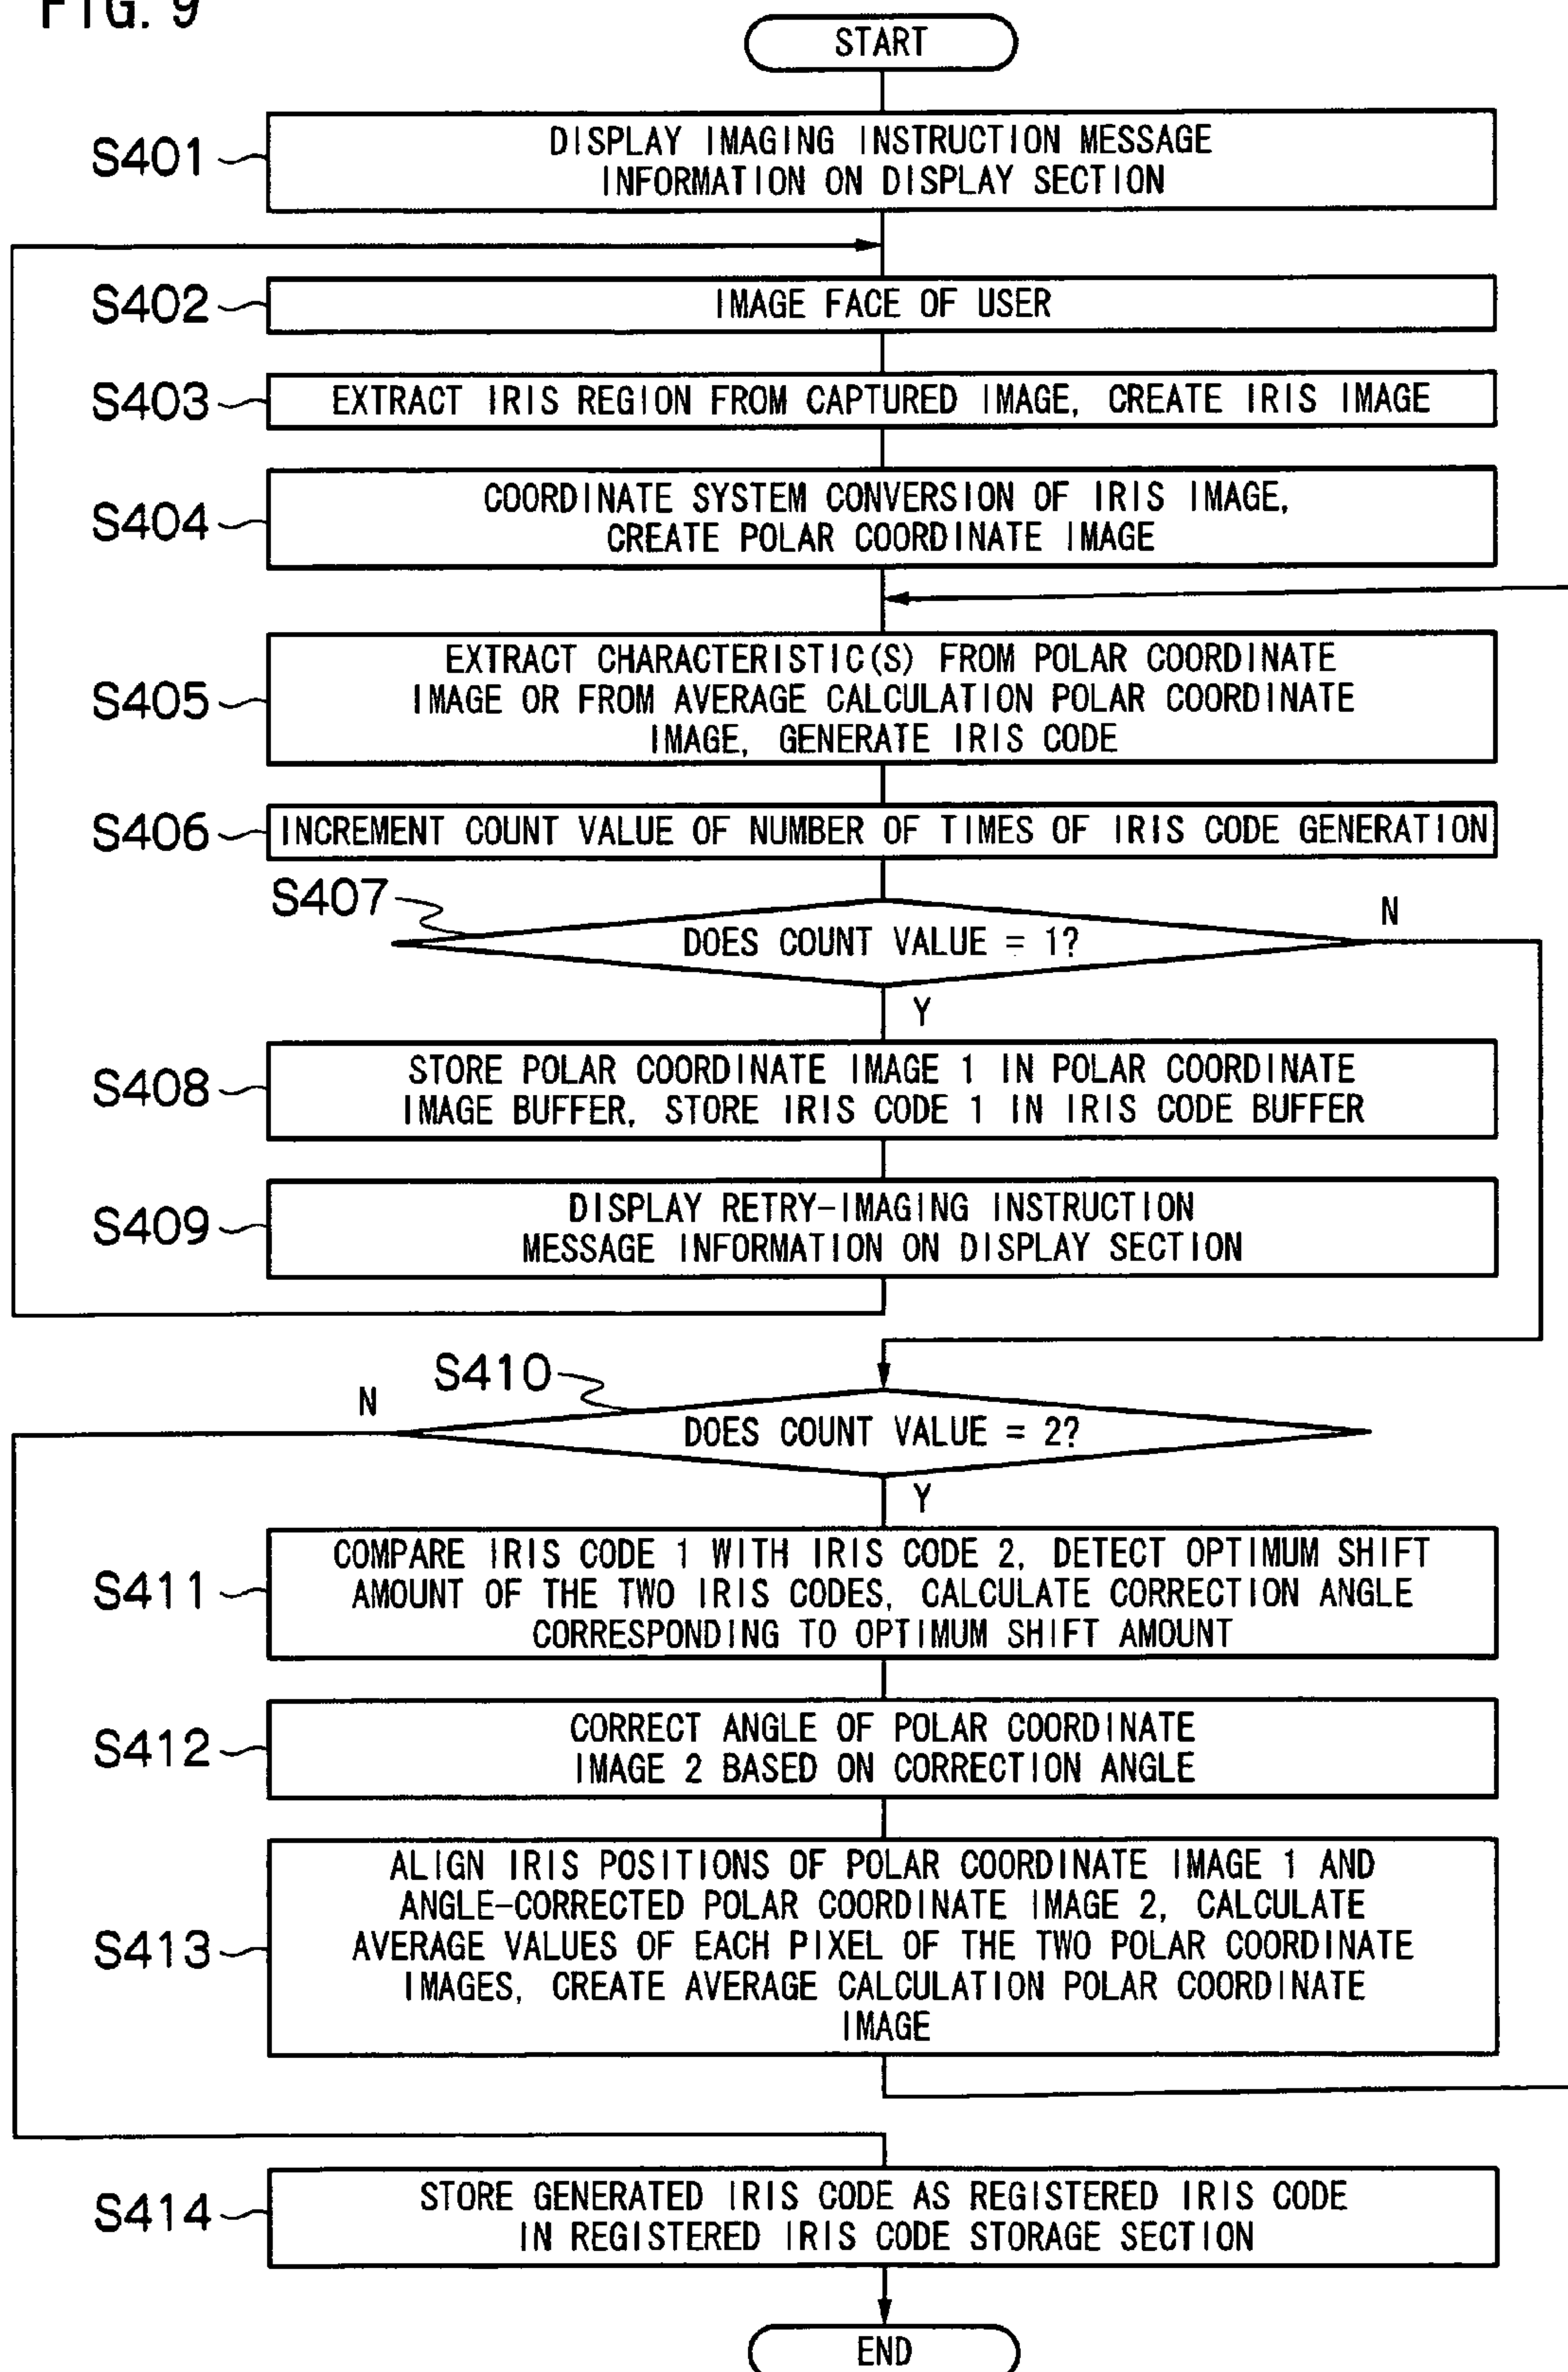 FIG. 9
START
S401
DISPLAY IMAGING INSTRUCTION MESSAGE
INFORMATION ON DISPLAY SECTION
S402
IMAGE FACE OF USER
S403
EXTRACT IRIS REGION FROM CAPTURED IMAGE, CREATE IRIS IMAGE
S404
COORDINATE SYSTEM CONVERSION OF IRIS IMAGE,
CREATE POLAR COORDINATE IMAGE
S405
EXTRACT CHARACTERISTIC(S) FROM POLAR COORDINATE
IMAGE OR FROM AVERAGE CALCULATION POLAR COORDINATE
IMAGE, GENERATE IRIS CODE
S406
INCREMENT COUNT VALUE OF NUMBER OF TIMES OF IRIS CODE GENERATION
S407
DOES COUNT VALUE = 1?
N
Y
S408
STORE POLAR COORDINATE IMAGE 1 IN POLAR COORDINATE
IMAGE BUFFER, STORE IRIS CODE 1 IN IRIS CODE BUFFER
S409
DISPLAY RETRY-IMAGING INSTRUCTION
MESSAGE INFORMATION ON DISPLAY SECTION
S410
N
DOES COUNT VALUE = 2?
Y
S411
COMPARE IRIS CODE 1 WITH IRIS CODE 2, DETECT OPTIMUM SHIFT
AMOUNT OF THE TWO IRIS CODES, CALCULATE CORRECTION ANGLE
CORRESPONDING TO OPTIMUM SHIFT AMOUNT
S412
CORRECT ANGLE OF POLAR COORDINATE
IMAGE 2 BASED ON CORRECTION ANGLE
S413
ALIGN IRIS POSITIONS OF POLAR COORDINATE IMAGE 1 AND
ANGLE-CORRECTED POLAR COORDINATE IMAGE 2, CALCULATE
AVERAGE VALUES OF EACH PIXEL OF THE TWO POLAR COORDINATE
IMAGES, CREATE AVERAGE CALCULATION POLAR COORDINATE
IMAGE
S414
STORE GENERATED IRIS CODE AS REGISTERED IRIS CODE
IN REGISTERED IRIS CODE STORAGE SECTION
END